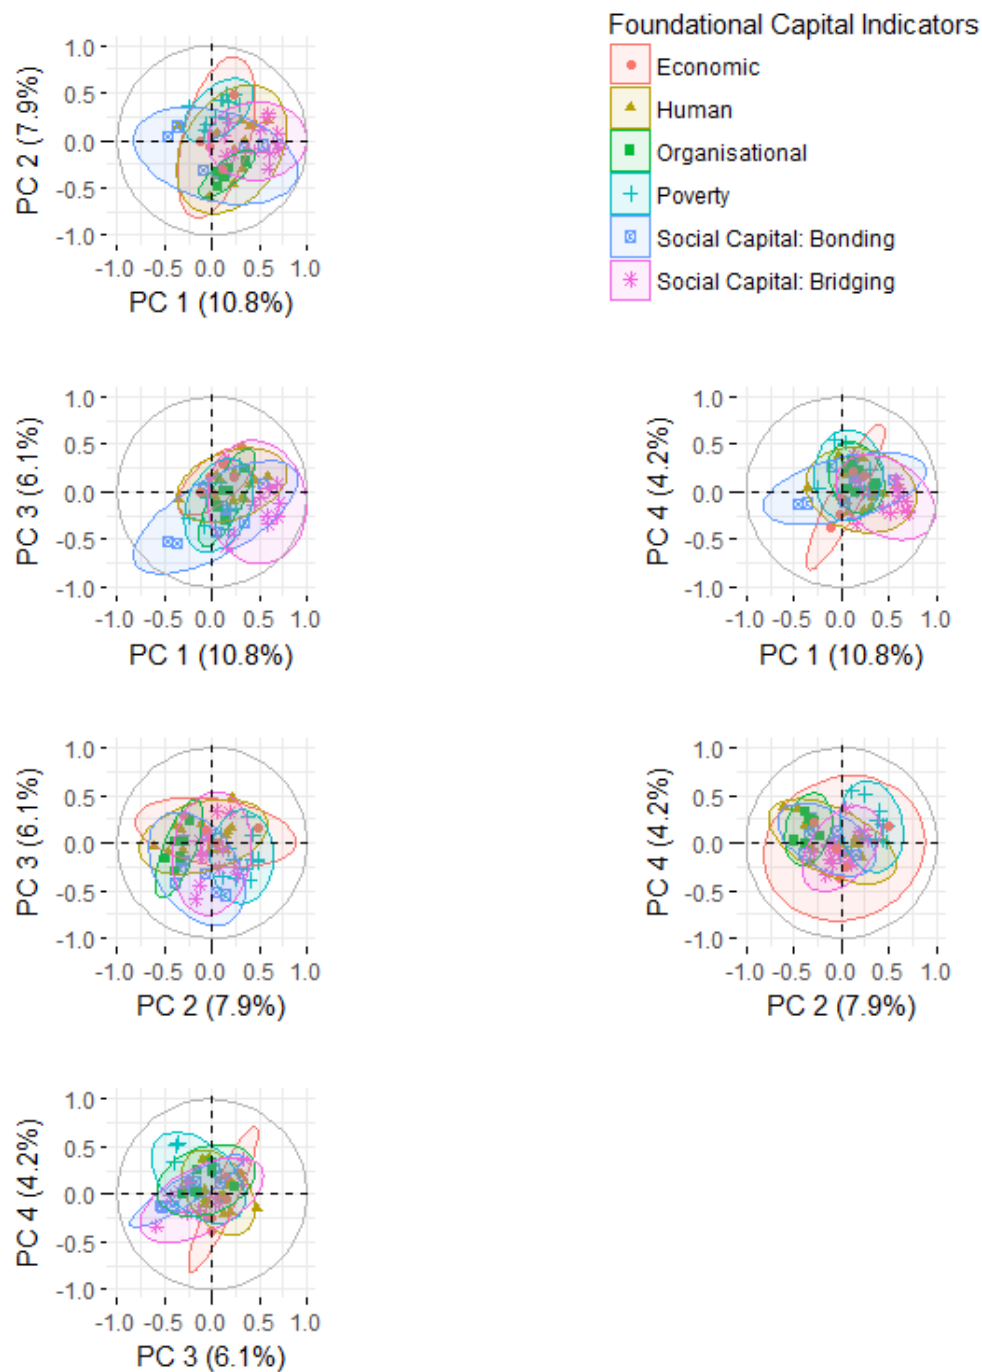 Foundational Capital Indicators
Economic
Human
Organisational
Poverty
Social Capital: Bonding
Social Capital: Bridging
1.0
0.5
0.0
-0.5
-1.0
PC 2 (7.9%)
-1.0 -0.5 0.0 0.5 1.0
PC 1 (10.8%)
1.0
0.5
0.0
-0.5
-1.0
PC 3 (6.1%)
-1.0 -0.5 0.0 0.5 1.0
PC 1 (10.8%)
1.0
0.5
0.0
-0.5
-1.0
PC 4 (4.2%)
-1.0 -0.5 0.0 0.5 1.0
PC 1 (10.8%)
1.0
0.5
0.0
-0.5
-1.0
PC 3 (6.1%)
-1.0 -0.5 0.0 0.5 1.0
PC 2 (7.9%)
1.0
0.5
0.0
-0.5
-1.0
PC 4 (4.2%)
-1.0 -0.5 0.0 0.5 1.0
PC 2 (7.9%)
1.0
0.5
0.0
-0.5
-1.0
PC 4 (4.2%)
-1.0 -0.5 0.0 0.5 1.0
PC 3 (6.1%)